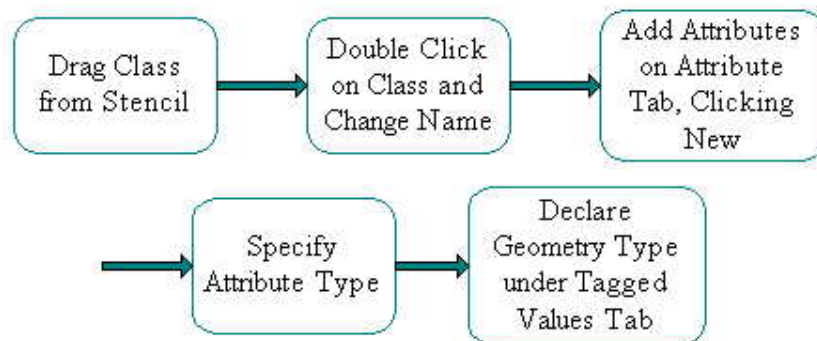 Drag Class
from Stencil
Double Click
on Class and
Change Name
Add Attributes
on Attribute
Tab, Clicking
New
Specify
Attribute Type
Declare
Geometry Type
under Tagged
Values Tab